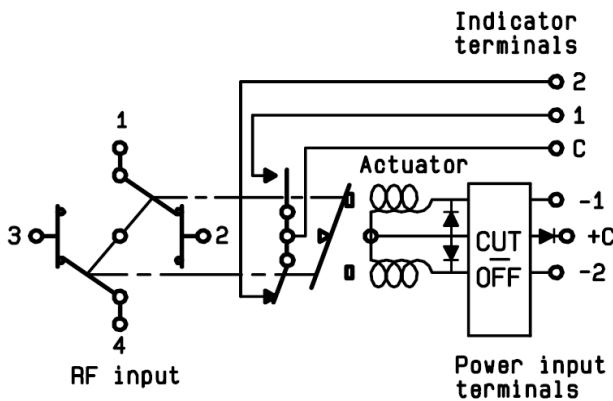 Indicator
terminals
2
1
C
1
Actuator
-1
3
2
CUT
+C
OFF
-2
4
RF input
Power input
terminals